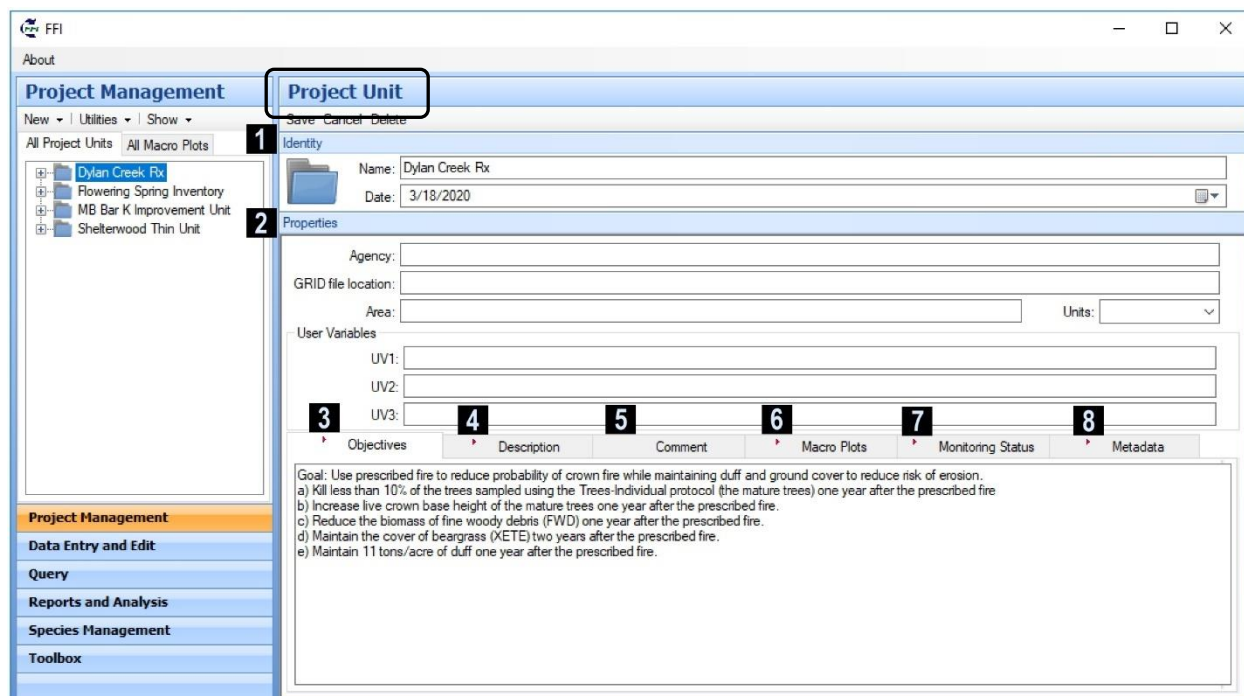 FFI
About
Project Management
New Utilities Show
All Project Units All Macro Plots
Dylan Creek Rx
Flowering Spring Inventory
MB Bar K Improvement Unit
Shelterwood Thin Unit
Project Management
Data Entry and Edit
Query
Reports and Analysis
Species Management
Toolbox
Project Unit
Save Cancel Delete
1 Identity
Name: Dylan Creek Rx
Date: 3/18/2020
2 Properties
Agency:
GRID file location:
Area: Units:
User Variables
UV1:
UV2:
UV3:
3 4 5 6 7 8
Objectives Description Comment Macro Plots Monitoring Status Metadata
Goal: Use prescribed fire to reduce probability of crown fire while maintaining duff and ground cover to reduce risk of erosion.
a) Kill less than 10% of the trees sampled using the Trees-Individual protocol (the mature trees) one year after the prescribed fire
b) Increase live crown base height of the mature trees one year after the prescribed fire.
c) Reduce the biomass of fine woody debris (FWD) one year after the prescribed fire.
d) Maintain the cover of beargrass (XETE) two years after the prescribed fire.
e) Maintain 11 tons/acre of duff one year after the prescribed fire.